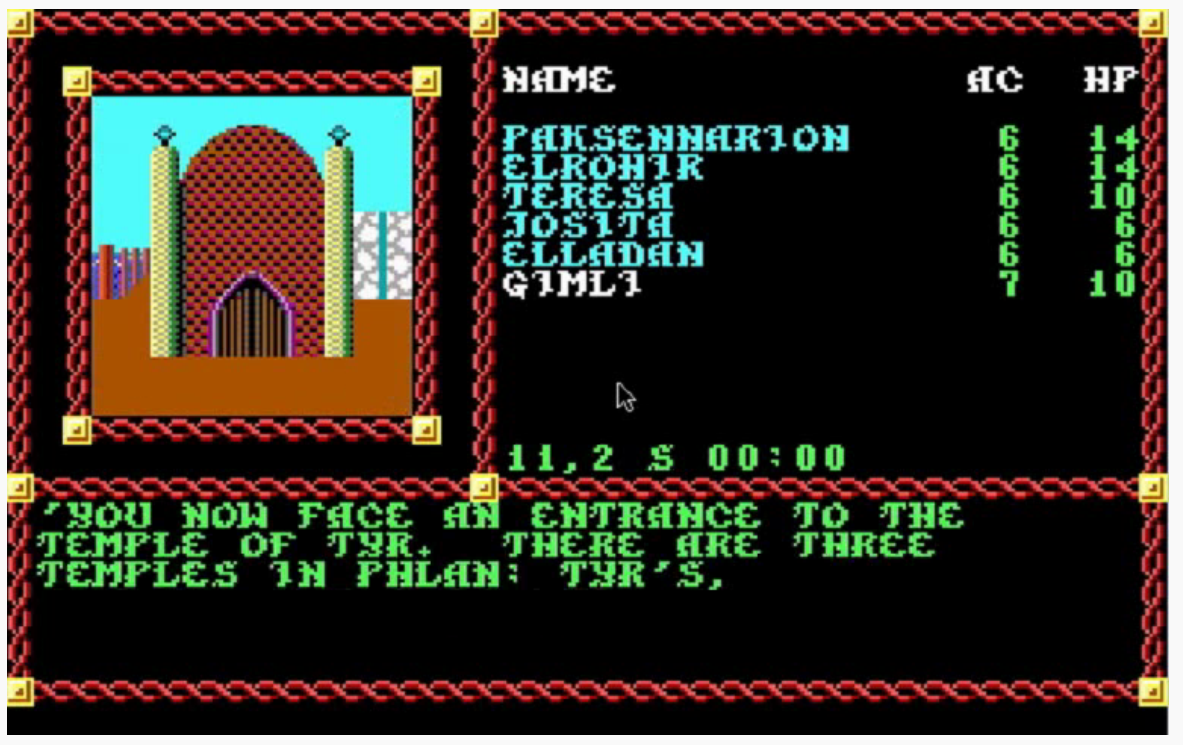 NAME AC HP
PAKSENNARION 6 14
ELROHIR 6 14
TERESA 6 10
JOSITA 6 6
ELLADAN 6 6
GIMLI 7 10
11,2 S 00:00
'YOU NOW FACE AN ENTRANCE TO THE
TEMPLE OF TYR. THERE ARE THREE
TEMPLES IN PHLAN: TYR'S,